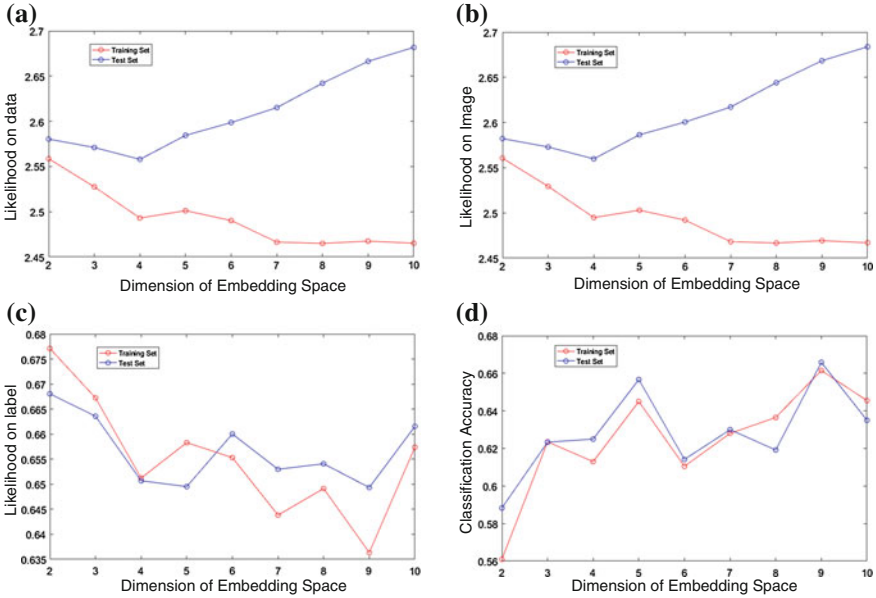 (a)
2.7
2.65
2.6
2.55
2.5
2.45
Likelihood on data
Training Set
Test Set
2 3 4 5 6 7 8 9 10
Dimension of Embedding Space
(b)
2.7
2.65
2.6
2.55
2.5
2.45
Likelihood on Image
Training Set
Test Set
2 3 4 5 6 7 8 9 10
Dimension of Embedding Space
(c)
0.68
0.675
0.67
0.665
0.66
0.655
0.65
0.645
0.64
0.635
Likelihood on label
Training Set
Test Set
2 3 4 5 6 7 8 9 10
Dimension of Embedding Space
(d)
0.68
0.66
0.64
0.62
0.6
0.58
0.56
Classification Accuracy
Training Set
Test Set
2 3 4 5 6 7 8 9 10
Dimension of Embedding Space